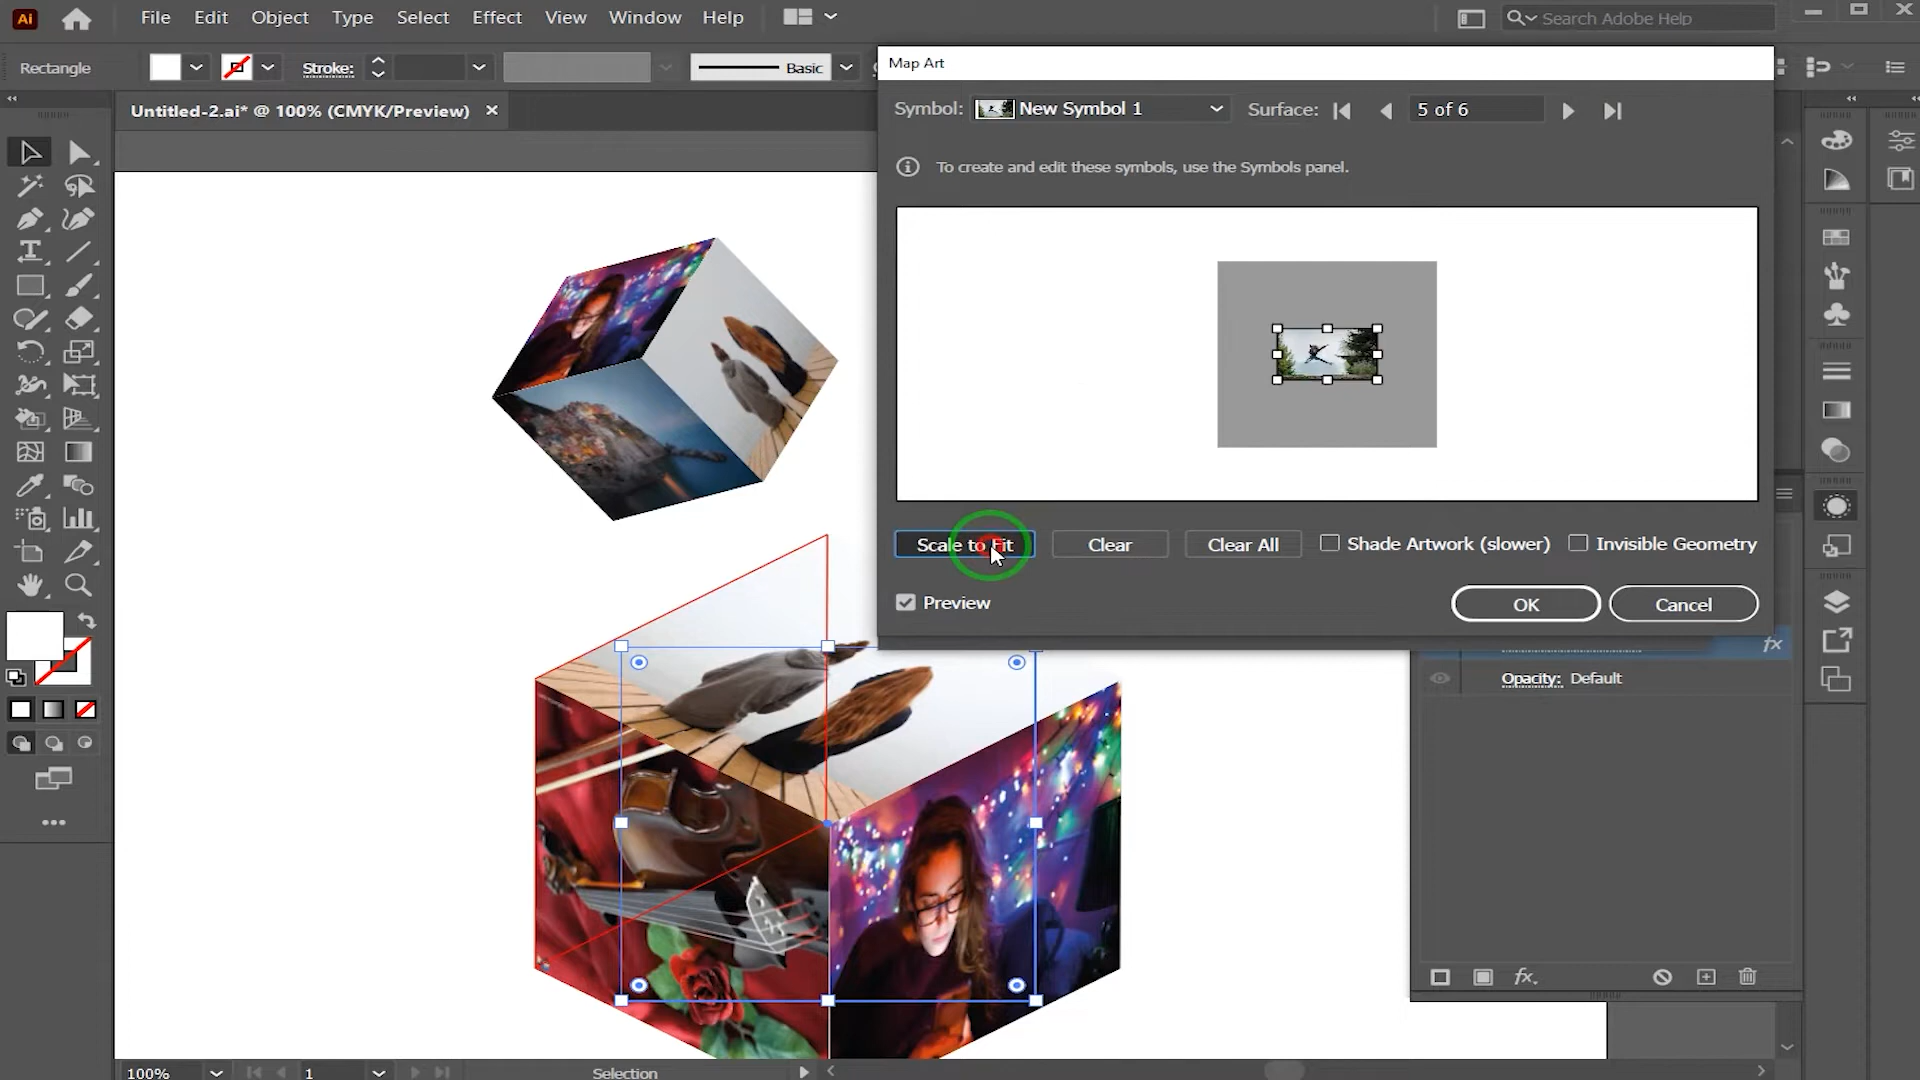 Ai
File Edit Object Type Select Effect View Window Help
Search Adobe Help
Rectangle
Stroke:
Basic
Map Art
Untitled-2.ai* @ 100% (CMYK/Preview)
Symbol: New Symbol 1 Surface: 5 of 6
To create and edit these symbols, use the Symbols panel.
Scale to Fit Clear Clear All Shade Artwork (slower) Invisible Geometry
Preview
OK Cancel
Opacity: Default
fx
fx
100%
1
Selection